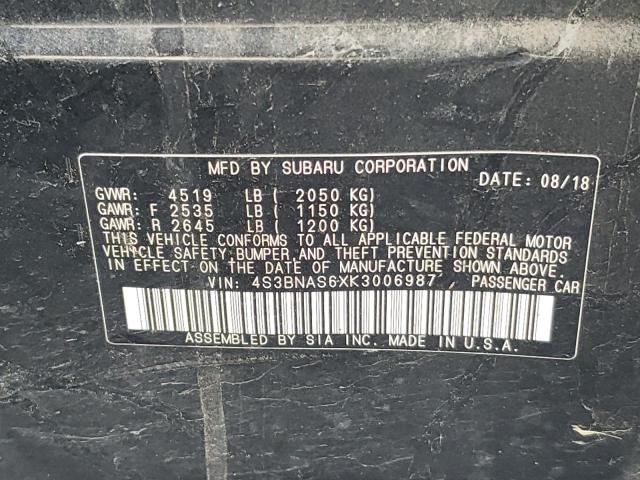 MFD BY SUBARU CORPORATION
DATE: 08/18
GVWR: 4519 LB ( 2050 KG)
GAWR: F 2535 LB ( 1150 KG)
GAWR: R 2645 LB ( 1200 KG)
THIS VEHICLE CONFORMS TO ALL APPLICABLE FEDERAL MOTOR
VEHICLE SAFETY,BUMPER AND THEFT PREVENTION STANDARDS
IN EFFECT ON THE DATE OF MANUFACTURE SHOWN ABOVE.
VIN: 4S3BNAS6XK3006987, PASSENGER CAR
ASSEMBLED BY SIA INC. MADE IN U.S.A.